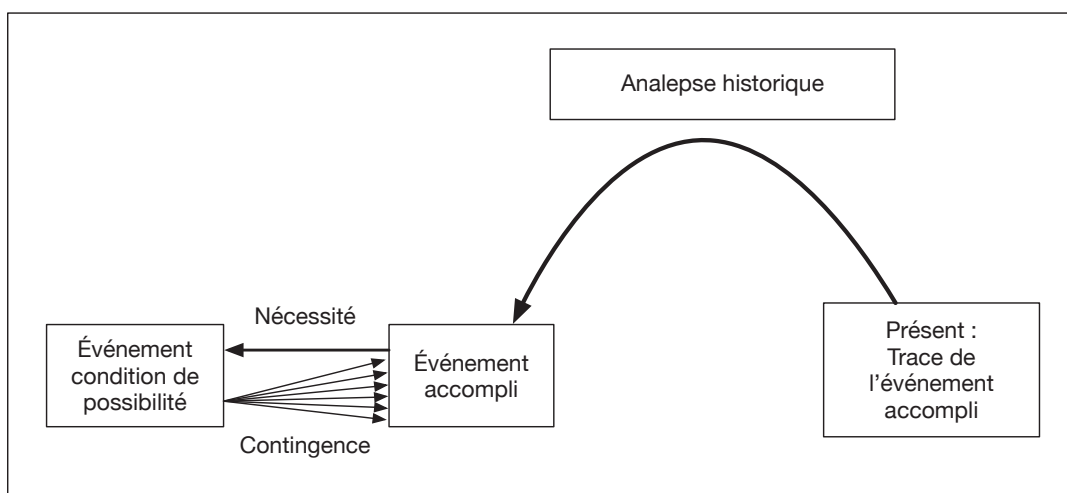 Analepse historique
Nécessité
Événement
condition de
possibilité
Événement
accompli
Présent :
Trace de
l’événement
accompli
Contingence